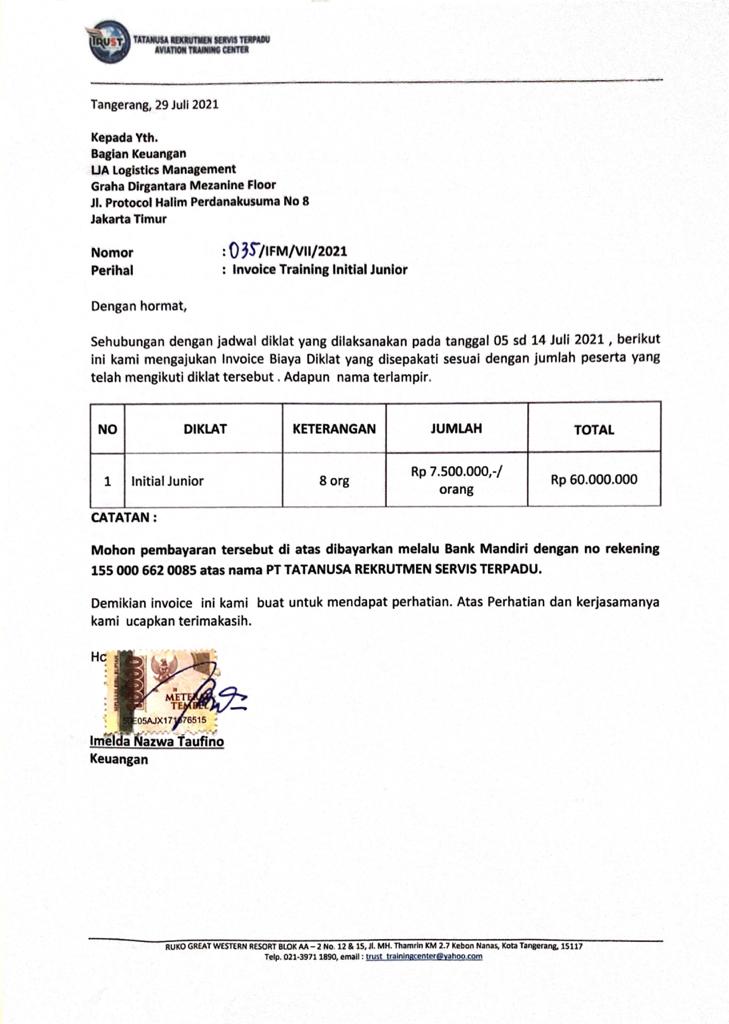 TRUST
TATANUSA REKRUTMEN SERVIS TERPADU
AVIATION TRAINING CENTER
Tangerang, 29 Juli 2021
Kepada Yth.
Bagian Keuangan
IJA Logistics Management
Graha Dirgantara Mezanine Floor
Jl. Protocol Halim Perdanakusuma No 8
Jakarta Timur
Nomor : 035/IFM/VII/2021
Perihal : Invoice Training Initial Junior
Dengan hormat,
Sehubungan dengan jadwal diklat yang dilaksanakan pada tanggal 05 sd 14 Juli 2021 , berikut
ini kami mengajukan Invoice Biaya Diklat yang disepakati sesuai dengan jumlah peserta yang
telah mengikuti diklat tersebut . Adapun nama terlampir.
NO DIKLAT KETERANGAN JUMLAH TOTAL
1 Initial Junior 8 org Rp 7.500.000,-/ orang Rp 60.000.000
CATATAN :
Mohon pembayaran tersebut di atas dibayarkan melalu Bank Mandiri dengan no rekening
155 000 662 0085 atas nama PT TATANUSA REKRUTMEN SERVIS TERPADU.
Demikian invoice ini kami buat untuk mendapat perhatian. Atas Perhatian dan kerjasamanya
kami ucapkan terimakasih.
Ho
10000
METERAI
TEMPEL
Imelda Nazwa Taufino
Keuangan
RUKO GREAT WESTERN RESORT BLOK AA – 2 No. 12 & 15, Jl. MH. Thamrin KM 2.7 Kebon Nanas, Kota Tangerang, 15117
Telp. 021-3971 1890, email : trust_trainingcenter@yahoo.com